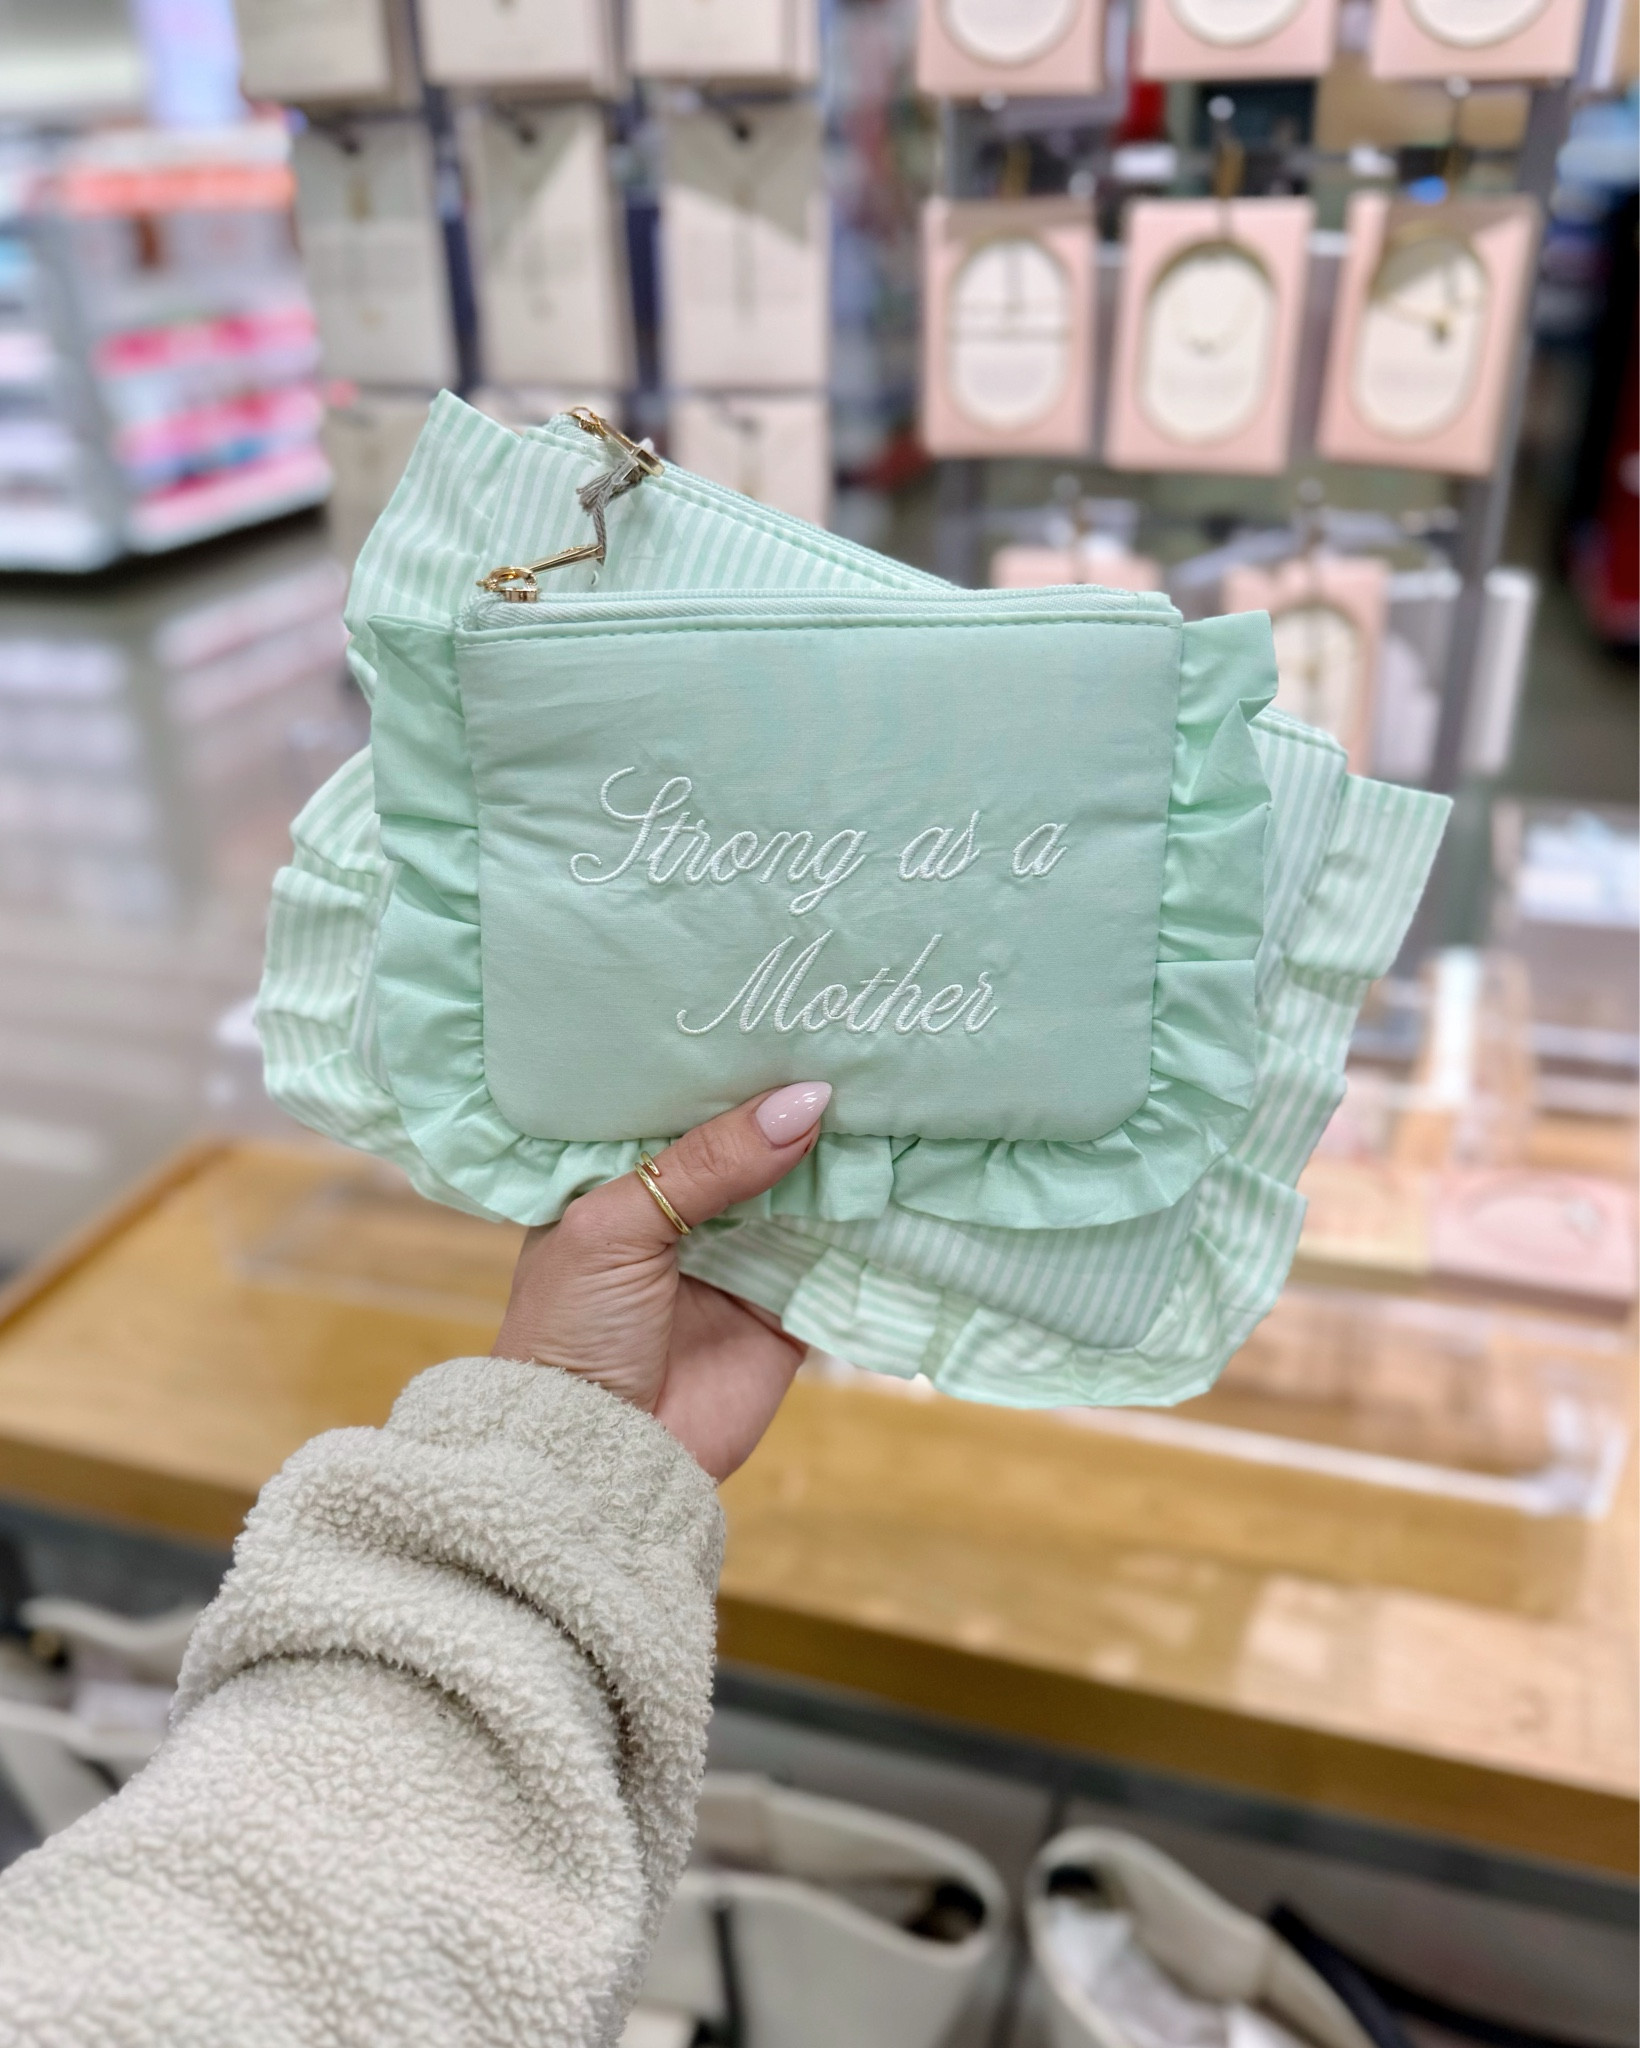 Strong as a
Mother